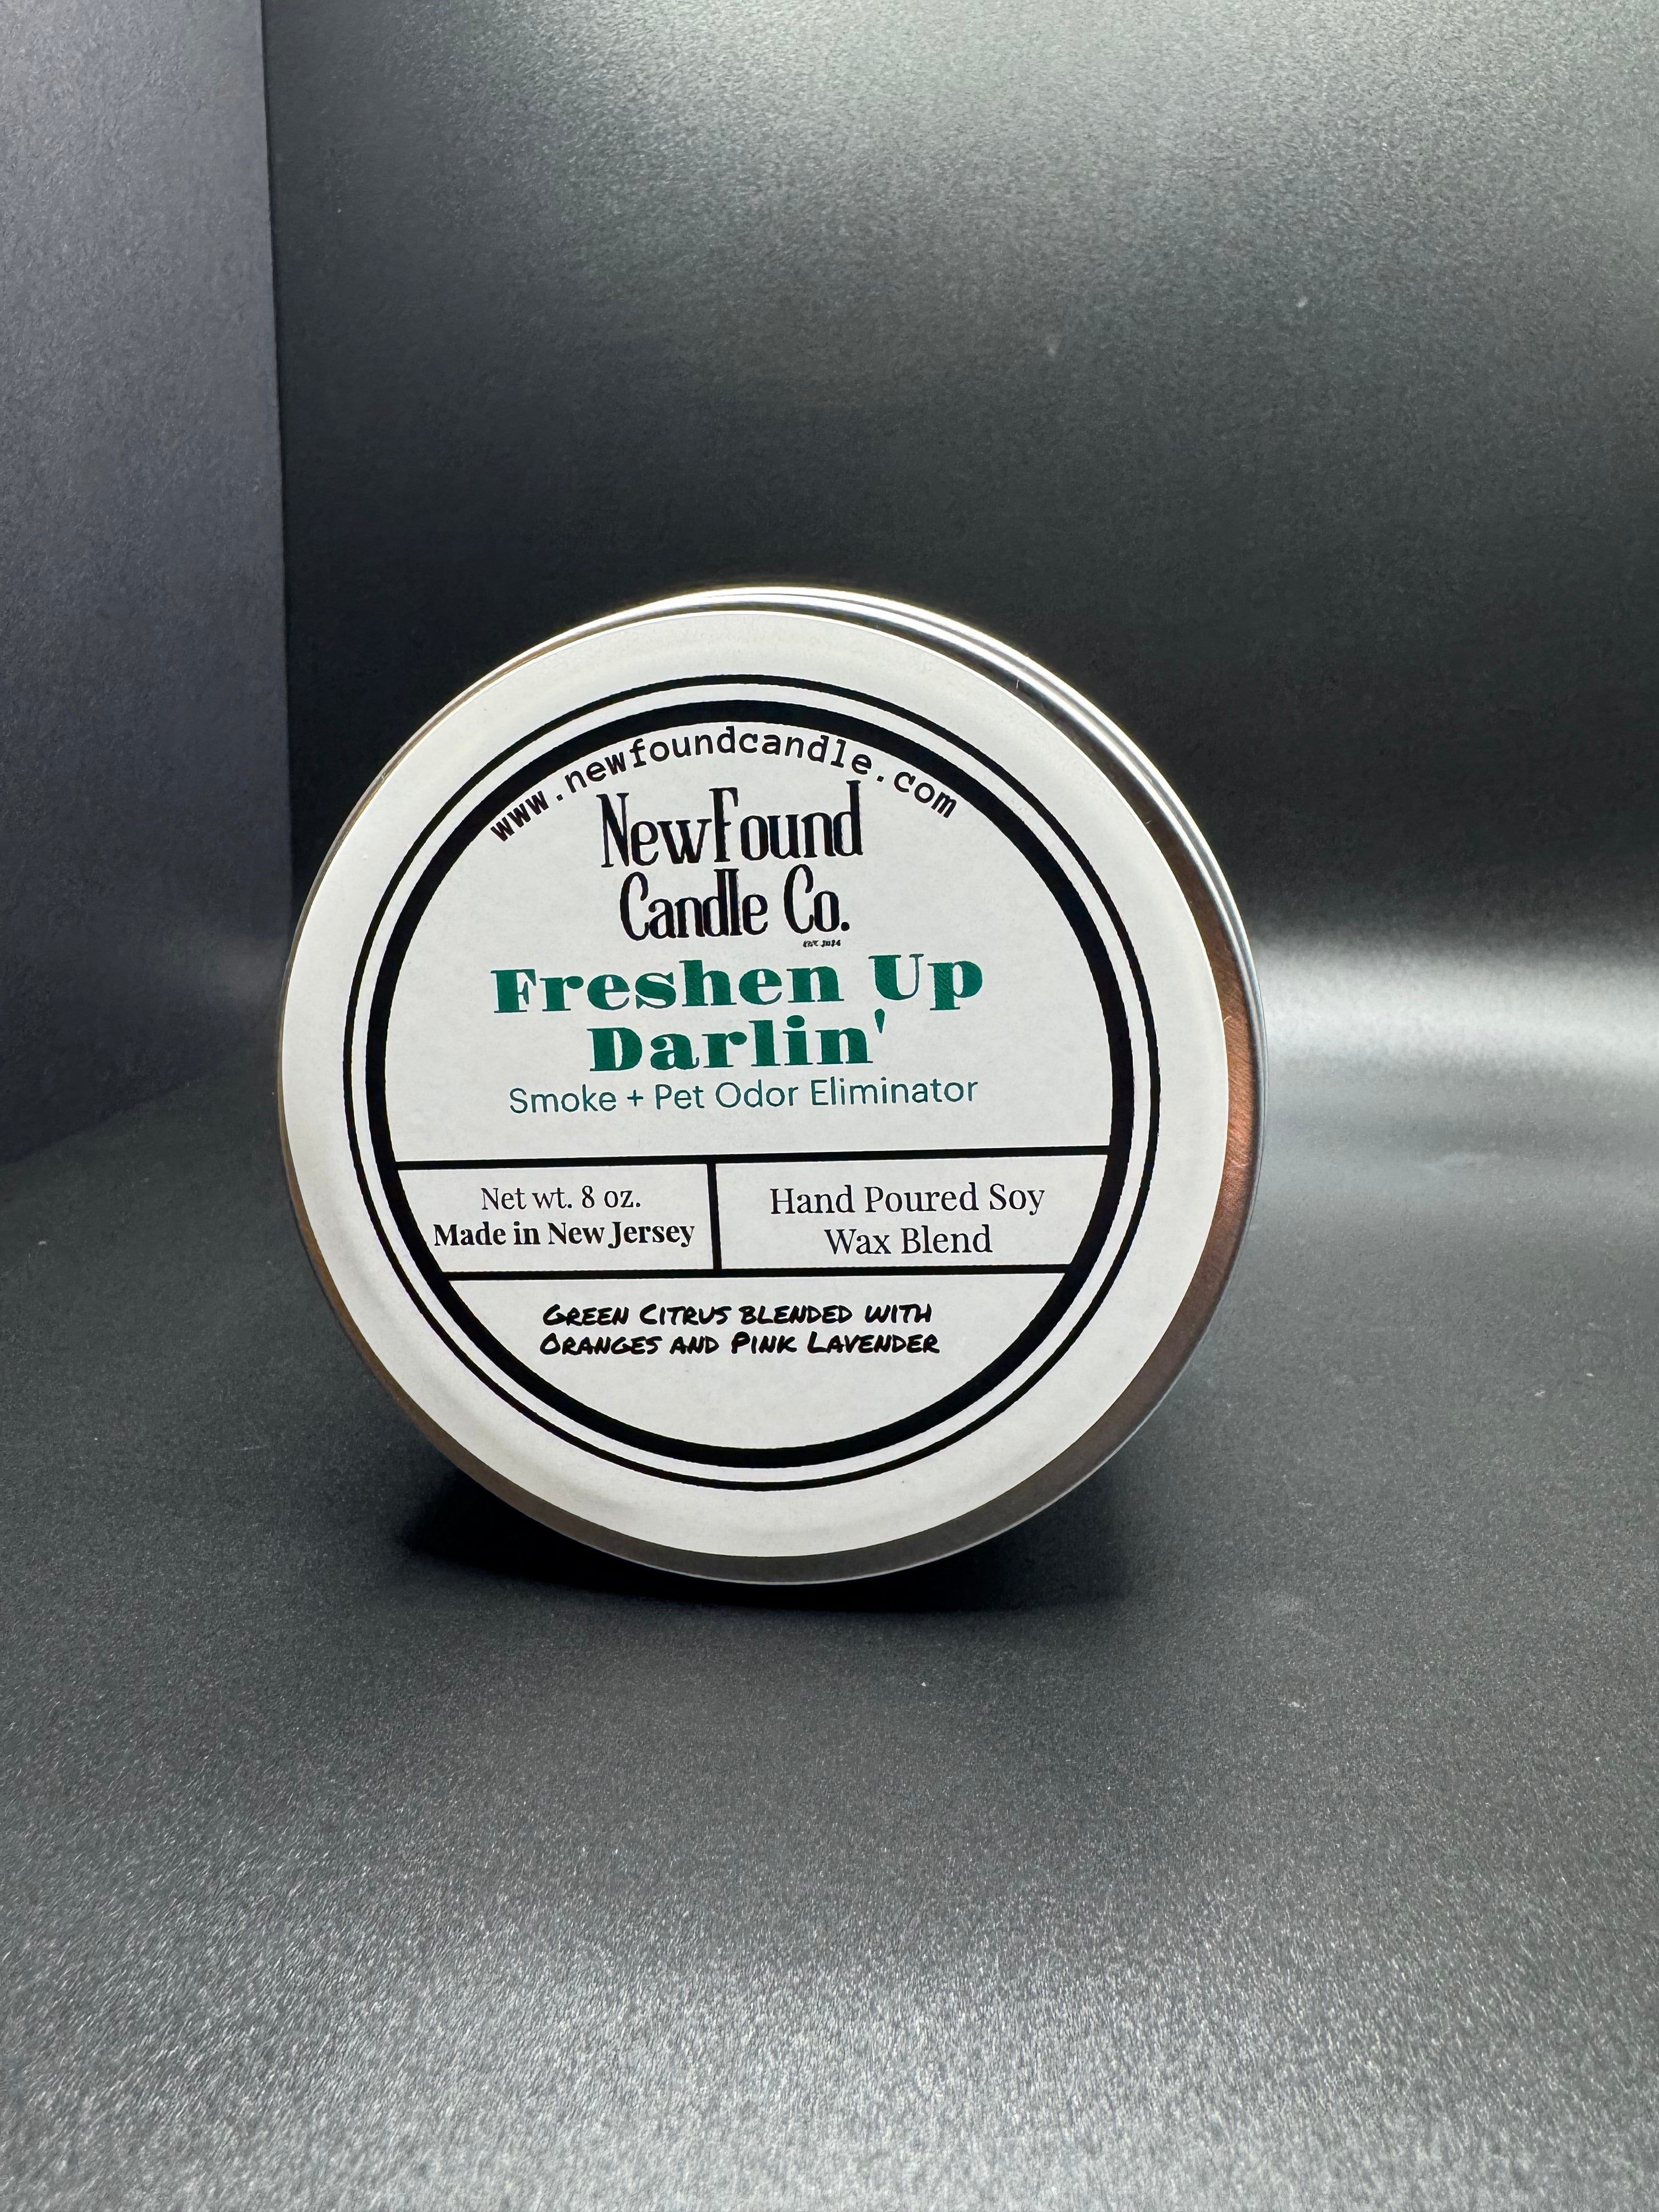 www.newfoundcandle.com
NewFound
Candle Co.
Freshen Up
Darlin'
Smoke + Pet Odor Eliminator
Net wt. 8 oz.
Made in New Jersey
Hand Poured Soy
Wax Blend
Green Citrus blended with
Oranges and Pink Lavender